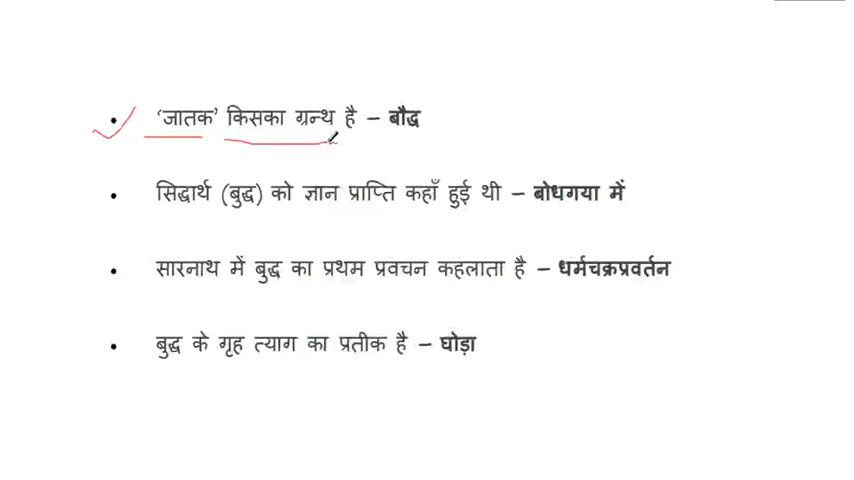 • 'जातक' किसका ग्रन्थ है – बौद्ध
• सिद्धार्थ (बुद्ध) को ज्ञान प्राप्ति कहाँ हुई थी – बोधगया में
• सारनाथ में बुद्ध का प्रथम प्रवचन कहलाता है – धर्मचक्रप्रवर्तन
• बुद्ध के गृह त्याग का प्रतीक है – घोड़ा